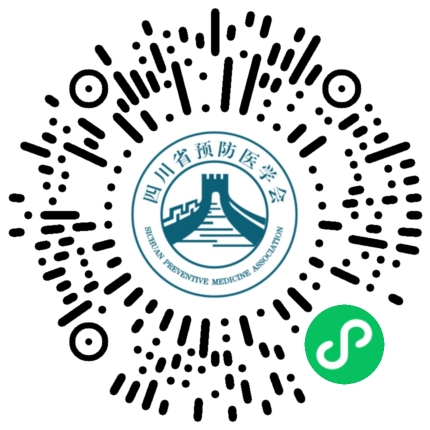 四川省预防医学会
SICHUAN PREVENTIVE MEDICINE ASSOCIATION